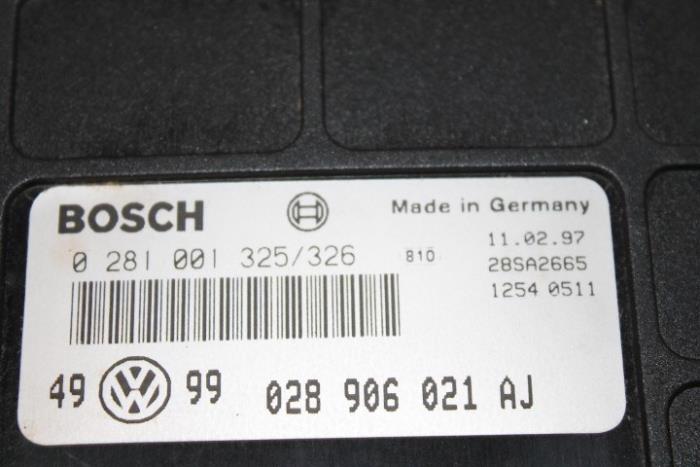 BOSCH
Made in Germany
0 281 001 325/326
810
11.02.97
28SA2665
1254 0511
49 VW 99 028 906 021 AJ